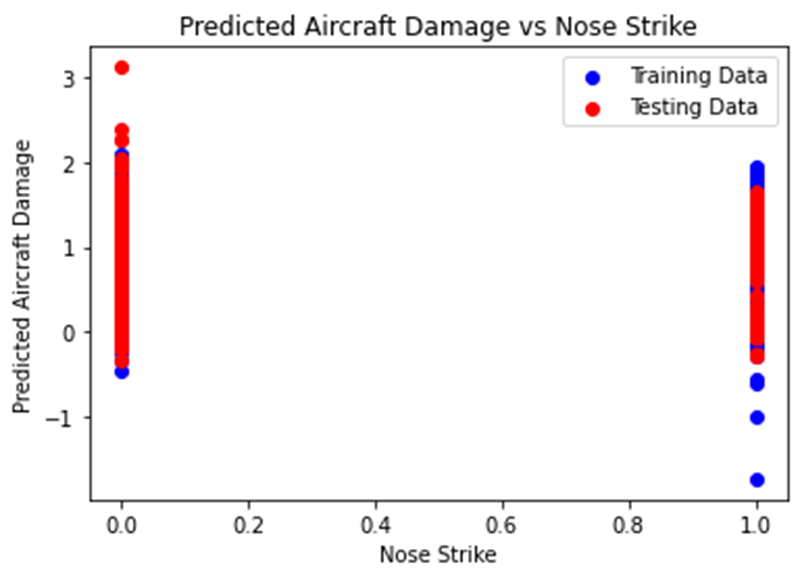 Predicted Aircraft Damage vs Nose Strike
Training Data
Testing Data
Predicted Aircraft Damage
3
2
1
0
−1
0.0 0.2 0.4 0.6 0.8 1.0
Nose Strike